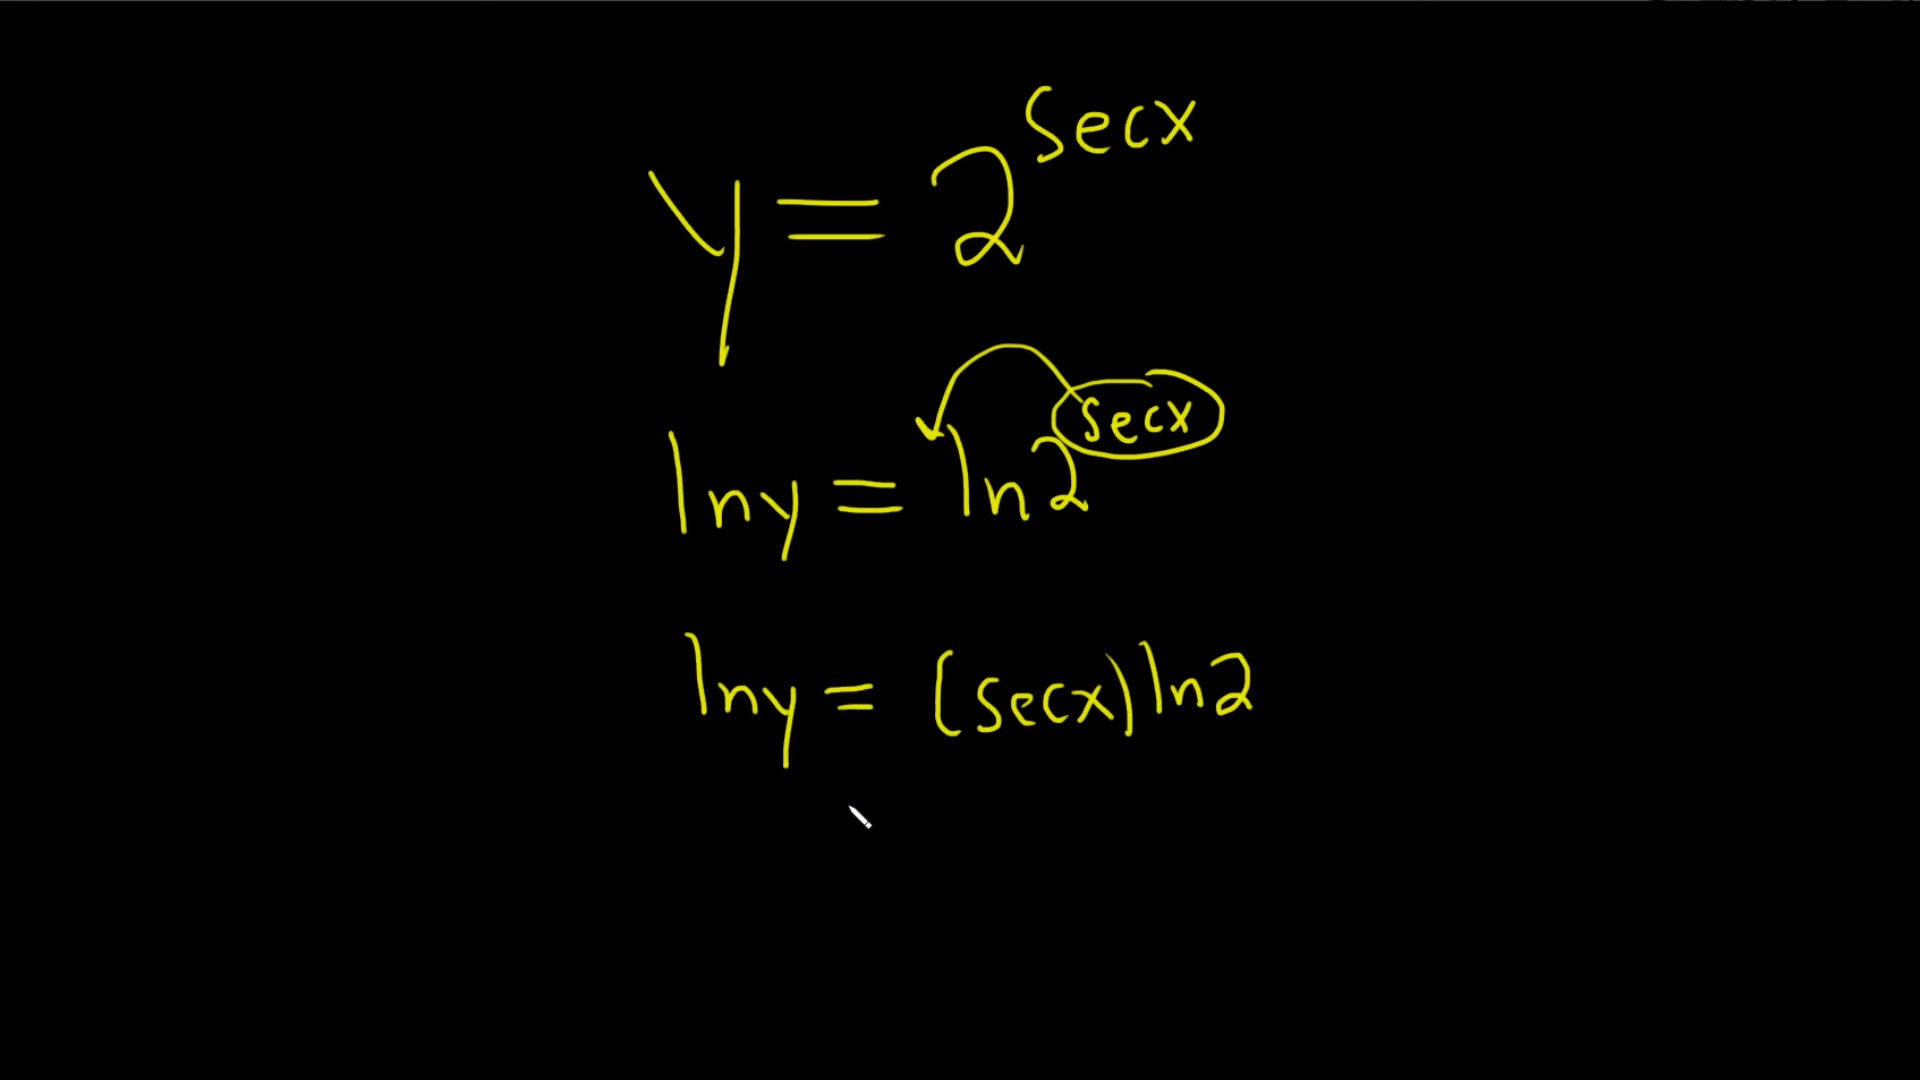 y = 2^secx
lny = ln2^secx
lny = (secx)ln2